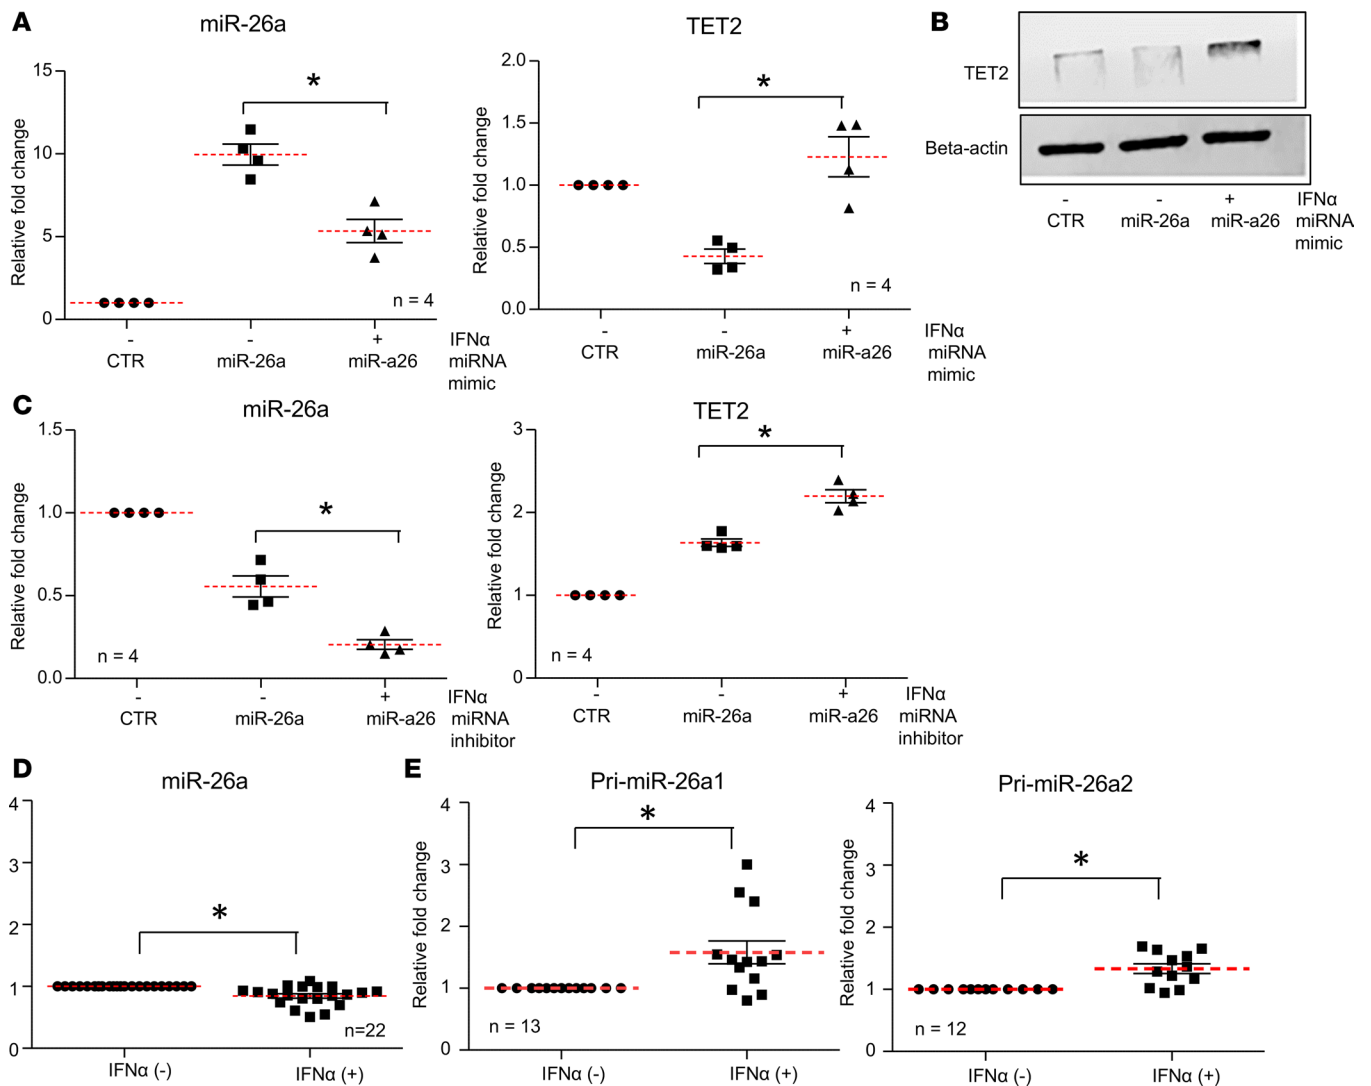 A
miR-26a
Relative fold change
15
10
5
0
*
n = 4
- - + IFNα
CTR miR-26a miR-a26 miRNA
mimic
TET2
Relative fold change
2.0
1.5
1.0
0.5
0.0
*
n = 4
- - + IFNα
CTR miR-26a miR-a26 miRNA
mimic
B
TET2
Beta-actin
- - + IFNα
CTR miR-26a miR-a26 miRNA
mimic
C
miR-26a
Relative fold change
1.5
1.0
0.5
0.0
*
n = 4
- - + IFNα
CTR miR-26a miR-a26 miRNA
inhibitor
TET2
Relative fold change
3
2
1
0
*
n = 4
- - + IFNα
CTR miR-26a miR-a26 miRNA
inhibitor
D
miR-26a
4
3
2
1
0
*
n=22
IFNα (-) IFNα (+)
E
Pri-miR-26a1
Relative fold change
4
3
2
1
0
*
n = 13
IFNα (-) IFNα (+)
Pri-miR-26a2
Relative fold change
4
3
2
1
0
*
n = 12
IFNα (-) IFNα (+)